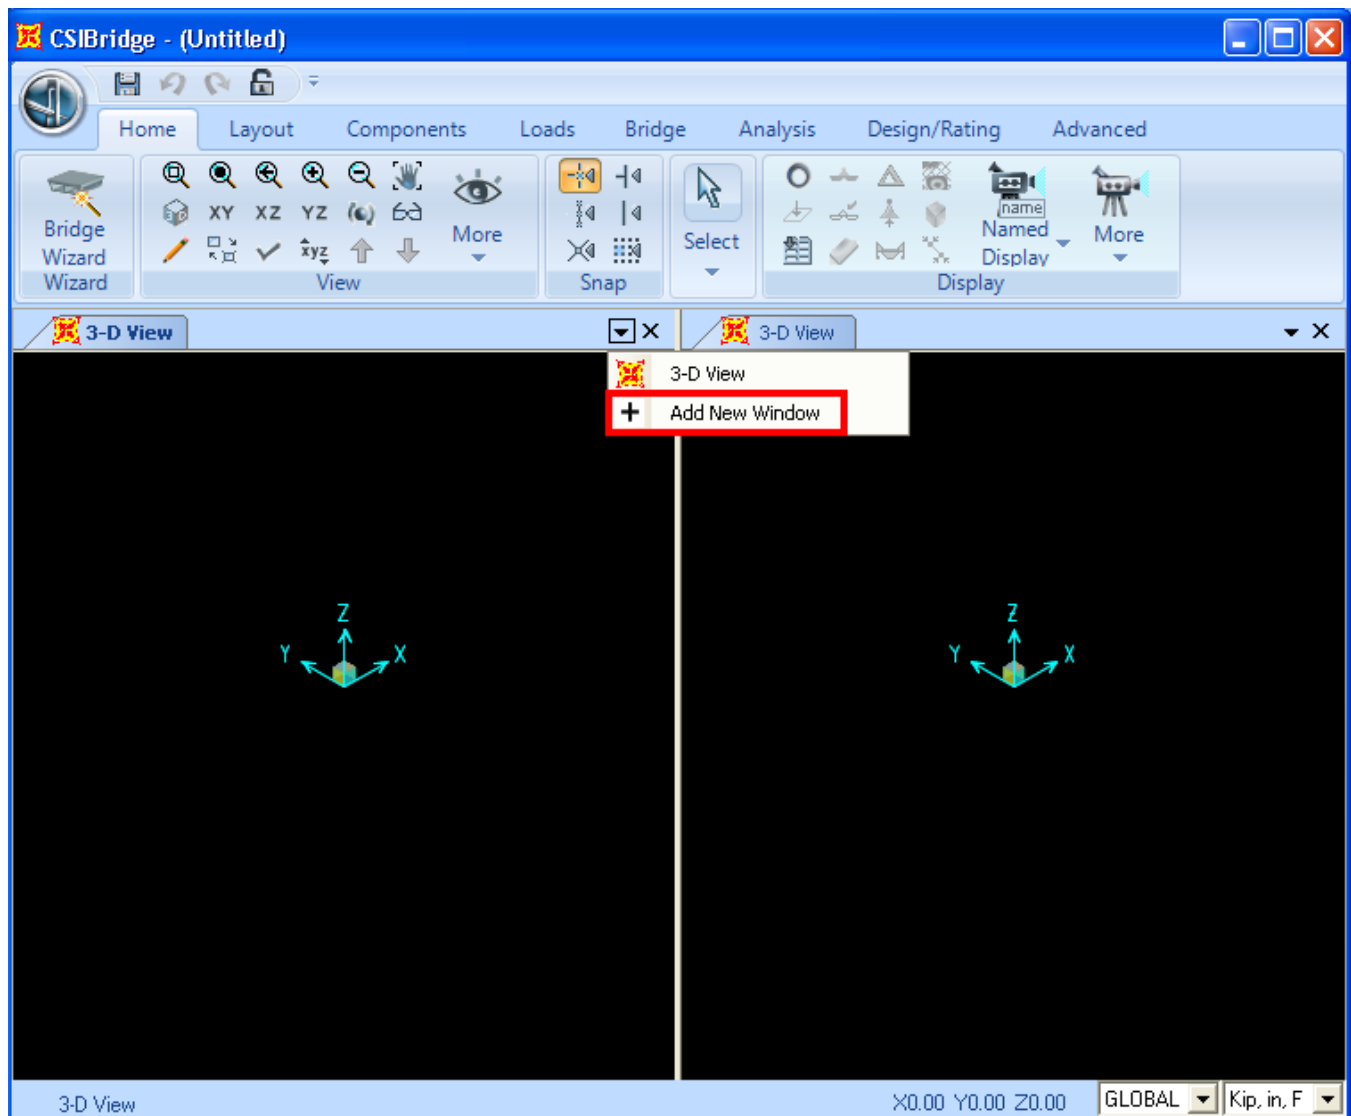 CSIBridge - (Untitled)
Home Layout Components Loads Bridge Analysis Design/Rating Advanced
Bridge
Wizard
Wizard
XY XZ YZ
xyz
More
View
Snap
Select
name
Named
Display
More
Display
3-D View
3-D View
3-D View
Add New Window
Z
Y X
Z
Y X
3-D View X0.00 Y0.00 Z0.00 GLOBAL Kip, in, F